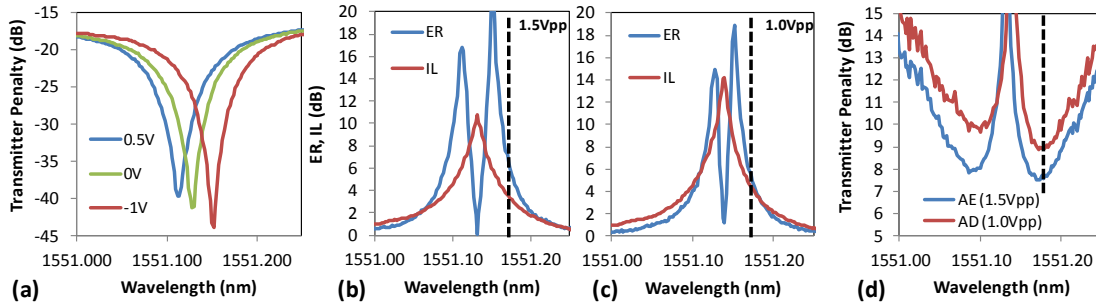 Transmitter Penalty (dB)
-15
-20
-25
-30
-35
-40
-45
0.5V
0V
-1V
1551.000
1551.100
1551.200
Wavelength (nm)
(a)
ER, IL (dB)
20
18
16
14
12
10
8
6
4
2
0
ER
IL
1.5Vpp
1551.00
1551.10
1551.20
Wavelength (nm)
(b)
20
18
16
14
12
10
8
6
4
2
0
ER
IL
1.0Vpp
1551.00
1551.10
1551.20
Wavelength (nm)
(c)
Transmitter Penalty (dB)
15
14
13
12
11
10
9
8
7
6
5
AE (1.5Vpp)
AD (1.0Vpp)
1551.00
1551.10
1551.20
Wavelength (nm)
(d)